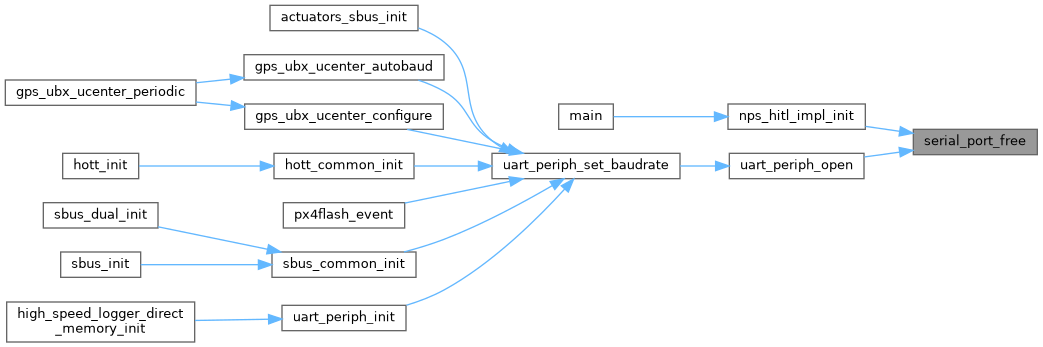 actuators_sbus_init
gps_ubx_ucenter_autobaud
gps_ubx_ucenter_periodic
gps_ubx_ucenter_configure
main
nps_hitl_impl_init
serial_port_free
hott_init
hott_common_init
uart_periph_set_baudrate
uart_periph_open
px4flash_event
sbus_dual_init
sbus_init
sbus_common_init
high_speed_logger_direct
_memory_init
uart_periph_init